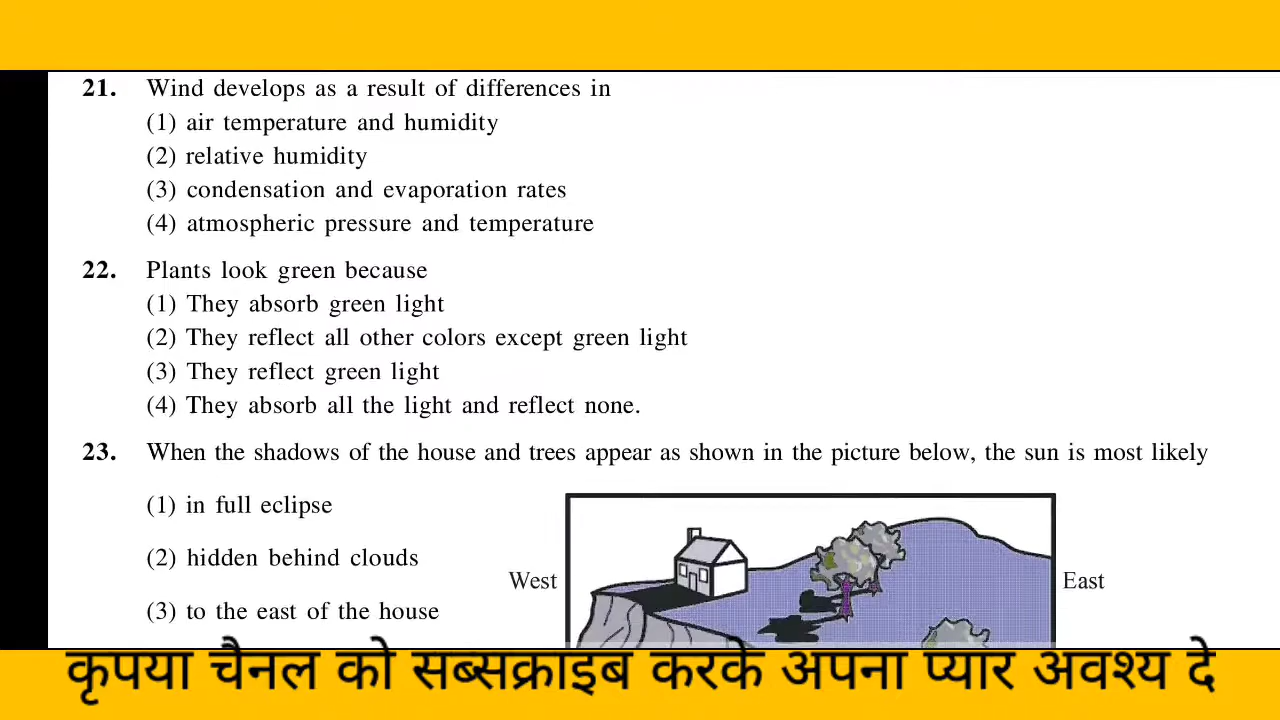 21. Wind develops as a result of differences in
(1) air temperature and humidity
(2) relative humidity
(3) condensation and evaporation rates
(4) atmospheric pressure and temperature
22. Plants look green because
(1) They absorb green light
(2) They reflect all other colors except green light
(3) They reflect green light
(4) They absorb all the light and reflect none.
23. When the shadows of the house and trees appear as shown in the picture below, the sun is most likely
(1) in full eclipse
(2) hidden behind clouds
(3) to the east of the house
West
East
कृपया चैनल को सब्सक्राइब करके अपना प्यार अवश्य दे